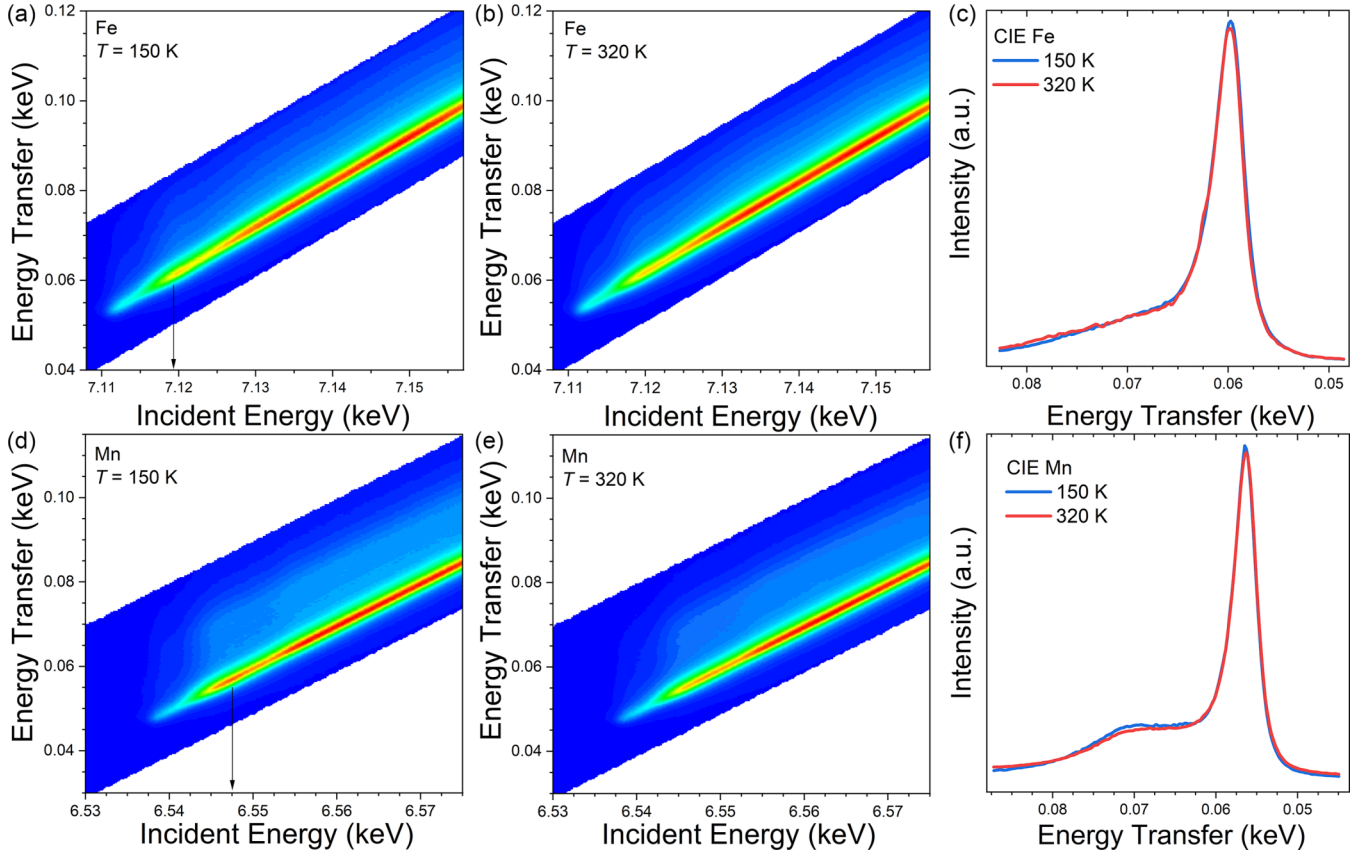 (a)
Fe
T = 150 K
0.12
0.10
0.08
0.06
0.04
Energy Transfer (keV)
7.11 7.12 7.13 7.14 7.15
Incident Energy (keV)
(b)
Fe
T = 320 K
0.12
0.10
0.08
0.06
0.04
Energy Transfer (keV)
7.11 7.12 7.13 7.14 7.15
Incident Energy (keV)
(c)
CIE Fe
150 K
320 K
Intensity (a.u.)
0.08 0.07 0.06 0.05
Energy Transfer (keV)
(d)
Mn
T = 150 K
0.10
0.08
0.06
0.04
Energy Transfer (keV)
6.53 6.54 6.55 6.56 6.57
Incident Energy (keV)
(e)
Mn
T = 320 K
0.10
0.08
0.06
0.04
Energy Transfer (keV)
6.53 6.54 6.55 6.56 6.57
Incident Energy (keV)
(f)
CIE Mn
150 K
320 K
Intensity (a.u.)
0.08 0.07 0.06 0.05
Energy Transfer (keV)